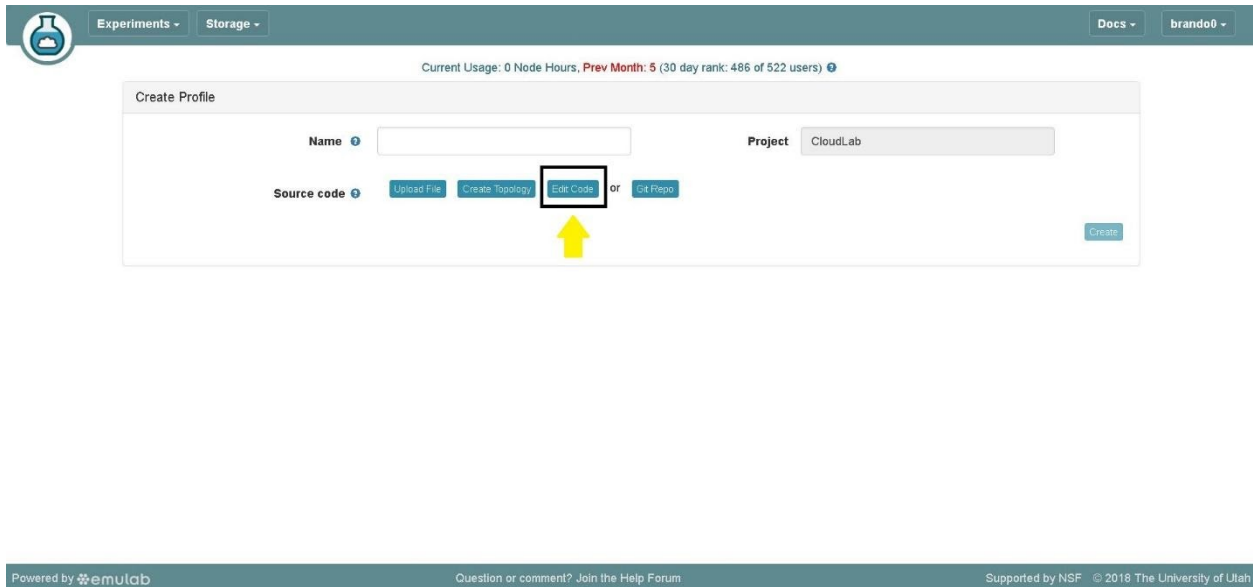 Experiments Storage Docs brando0
Current Usage: 0 Node Hours, Prev Month: 5 (30 day rank: 486 of 522 users)
Create Profile
Name Project CloudLab
Source code Upload File Create Topology Edit Code or Git Repo
Create
Powered by emulab Question or comment? Join the Help Forum Supported by NSF © 2018 The University of Utah